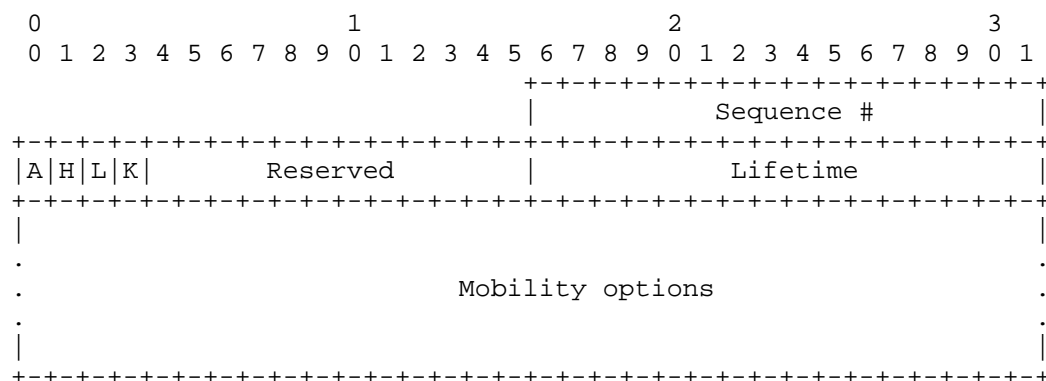 0                   1                   2                   3
 0 1 2 3 4 5 6 7 8 9 0 1 2 3 4 5 6 7 8 9 0 1 2 3 4 5 6 7 8 9 0 1
                                +-+-+-+-+-+-+-+-+-+-+-+-+-+-+-+-+
                                |          Sequence #           |
+-+-+-+-+-+-+-+-+-+-+-+-+-+-+-+-+-+-+-+-+-+-+-+-+-+-+-+-+-+-+-+-+
|A|H|L|K|       Reserved        |           Lifetime            |
+-+-+-+-+-+-+-+-+-+-+-+-+-+-+-+-+-+-+-+-+-+-+-+-+-+-+-+-+-+-+-+-+
|                                                               |
.                                                               .
.                           Mobility options                    .
.                                                               .
|                                                               |
+-+-+-+-+-+-+-+-+-+-+-+-+-+-+-+-+-+-+-+-+-+-+-+-+-+-+-+-+-+-+-+-+